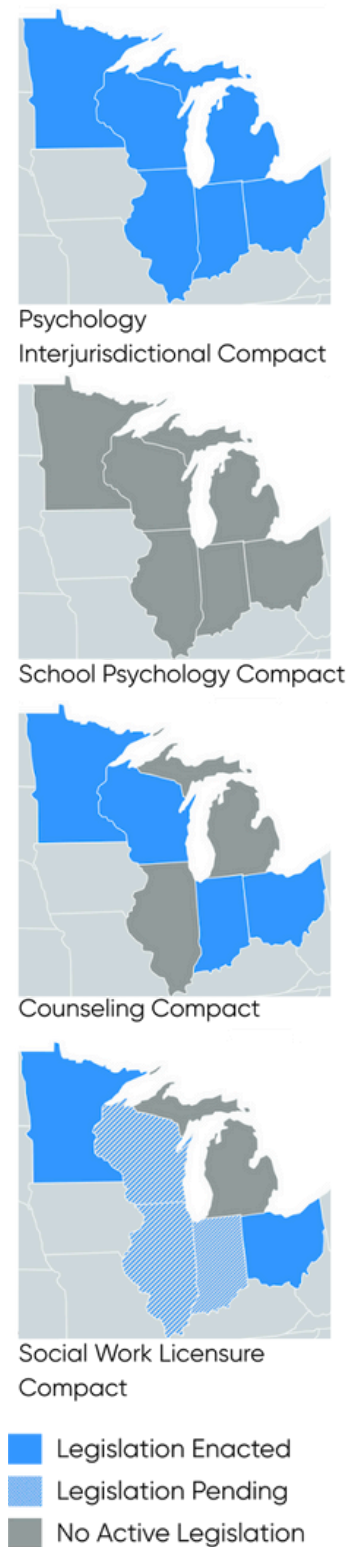 Psychology
Interjurisdictional Compact
School Psychology Compact
Counseling Compact
Social Work Licensure
Compact
Legislation Enacted
Legislation Pending
No Active Legislation